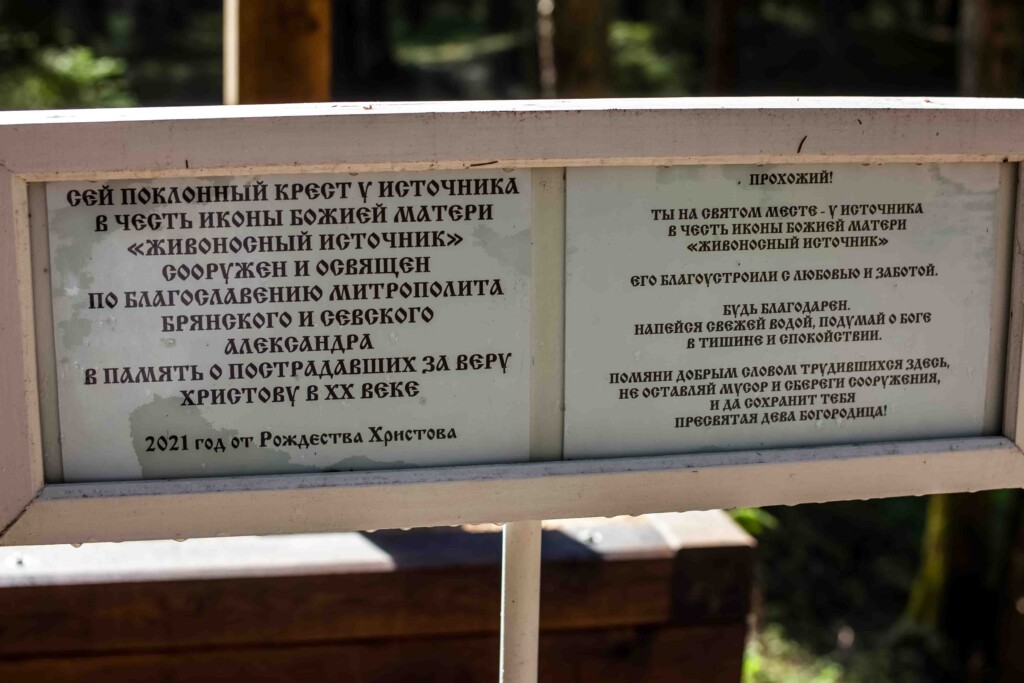 СЕЙ ПОКЛОННЫЙ КРЕСТ У ИСТОЧНИКА
В ЧЕСТЬ ИКОНЫ БОЖИЕЙ МАТЕРИ
«ЖИВОНОСНЫЙ ИСТОЧНИК»
СООРУЖЕН И ОСВЯЩЕН
ПО БЛАГОСЛАВЕНИЮ МИТРОПОЛИТА
БРЯНСКОГО И СЕВСКОГО
АЛЕКСАНДРА
В ПАМЯТЬ О ПОСТРАДАВШИХ ЗА ВЕРУ
ХРИСТОВУ В XX ВЕКЕ
2021 год от Рождества Христова
ПРОХОЖИЙ!
ТЫ НА СВЯТОМ МЕСТЕ - У ИСТОЧНИКА
В ЧЕСТЬ ИКОНЫ БОЖИЕЙ МАТЕРИ
«ЖИВОНОСНЫЙ ИСТОЧНИК»
ЕГО БЛАГОУСТРОИЛИ С ЛЮБОВЬЮ И ЗАБОТОЙ.
БУДЬ БЛАГОДАРЕН.
НАПЕЙСЯ СВЕЖЕЙ ВОДОЙ, ПОДУМАЙ О БОГЕ
В ТИШИНЕ И СПОКОЙСТВИИ.
ПОМЯНИ ДОБРЫМ СЛОВОМ ТРУДИВШИХСЯ ЗДЕСЬ,
НЕ ОСТАВЛЯЙ МУСОР И СБЕРЕГИ СООРУЖЕНИЯ,
И ДА СОХРАНИТ ТЕБЯ
ПРЕСВЯТАЯ ДЕВА БОГОРОДИЦА!